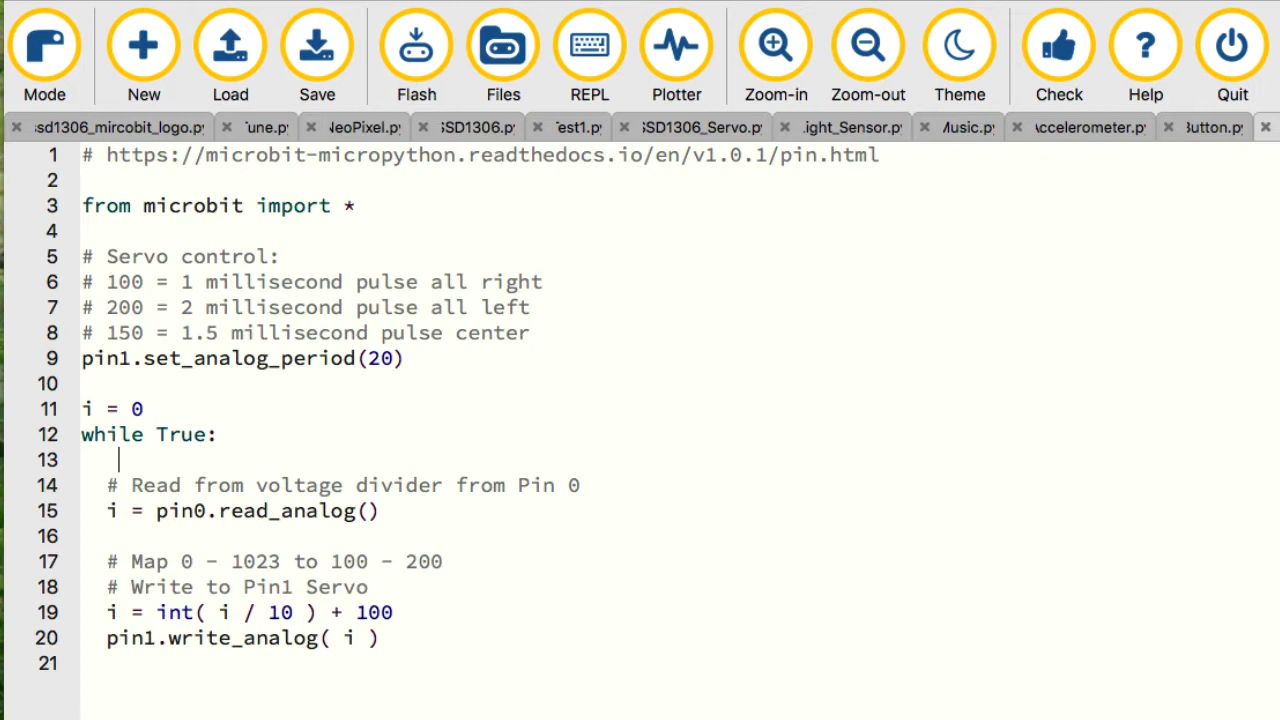 Mode New Load Save Flash Files REPL Plotter Zoom-in Zoom-out Theme Check Help Quit
sd1306_mircobit_logo.py une.py eoPixel.py SD1306.py est1.py SD1306_Servo.py ight_Sensor.py usic.py ccelerometer.py utton.py
1 # https://microbit-micropython.readthedocs.io/en/v1.0.1/pin.html
2
3 from microbit import *
4
5 # Servo control:
6 # 100 = 1 millisecond pulse all right
7 # 200 = 2 millisecond pulse all left
8 # 150 = 1.5 millisecond pulse center
9 pin1.set_analog_period(20)
10
11 i = 0
12 while True:
13
14 # Read from voltage divider from Pin 0
15 i = pin0.read_analog()
16
17 # Map 0 - 1023 to 100 - 200
18 # Write to Pin1 Servo
19 i = int( i / 10 ) + 100
20 pin1.write_analog( i )
21